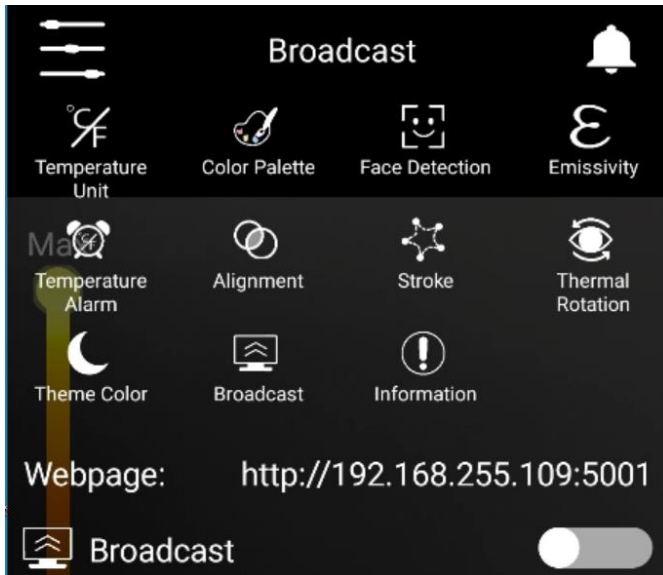 Broadcast
°C/F
Temperature Unit
Color Palette
Face Detection
Ɛ
Emissivity
Max
°C/F
Temperature Alarm
Alignment
Stroke
Thermal Rotation
Theme Color
Broadcast
Information
Webpage: http://192.168.255.109:5001
Broadcast